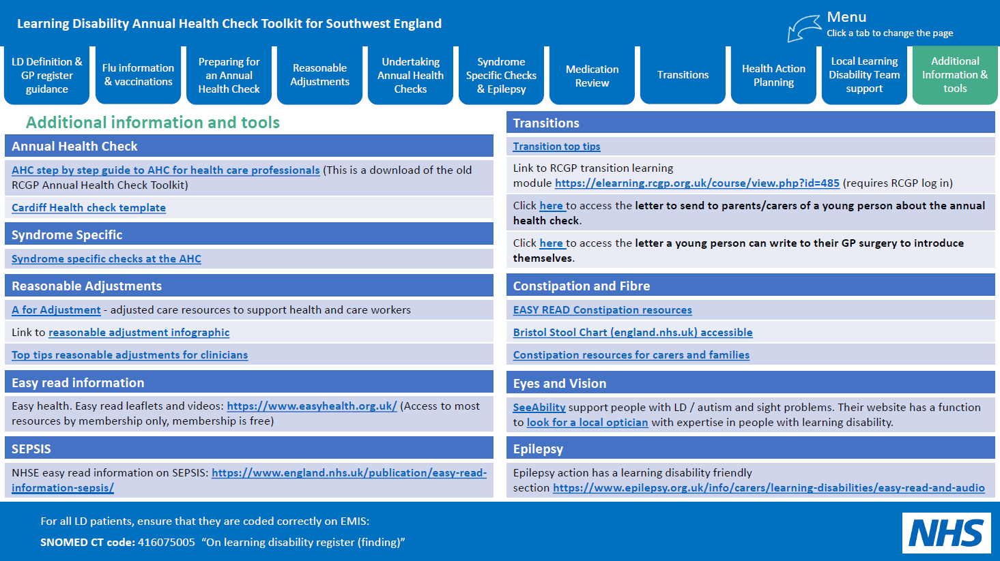 Learning Disability Annual Health Check Toolkit for Southwest England
Menu
Click a tab to change the page
LD Definition &
GP register
guidance
Flu information
& vaccinations
Preparing for
an Annual
Health Check
Reasonable
Adjustments
Undertaking
Annual Health
Checks
Syndrome
Specific Checks
& Epilepsy
Medication
Review
Transitions
Health Action
Planning
Local Learning
Disability Team
support
Additional
Information &
tools
Additional information and tools
Annual Health Check
AHC step by step guide to AHC for health care professionals (This is a download of the old
RCGP Annual Health Check Toolkit)
Cardiff Health check template
Syndrome Specific
Syndrome specific checks at the AHC
Reasonable Adjustments
A for Adjustment - adjusted care resources to support health and care workers
Link to reasonable adjustment infographic
Top tips reasonable adjustments for clinicians
Easy read information
Easy health. Easy read leaflets and videos: https://www.easyhealth.org.uk/ (Access to most
resources by membership only, membership is free)
SEPSIS
NHSE easy read information on SEPSIS: https://www.england.nhs.uk/publication/easy-read-
information-sepsis/
Transitions
Transition top tips
Link to RCGP transition learning
module https://elearning.rcgp.org.uk/course/view.php?id=485 (requires RCGP log in)
Click here to access the letter to send to parents/carers of a young person about the annual
health check.
Click here to access the letter a young person can write to their GP surgery to introduce
themselves.
Constipation and Fibre
EASY READ Constipation resources
Bristol Stool Chart (england.nhs.uk) accessible
Constipation resources for carers and families
Eyes and Vision
SeeAbility support people with LD / autism and sight problems. Their website has a function
to look for a local optician with expertise in people with learning disability.
Epilepsy
Epilepsy action has a learning disability friendly
section https://www.epilepsy.org.uk/info/carers/learning-disabilities/easy-read-and-audio
For all LD patients, ensure that they are coded correctly on EMIS:
SNOMED CT code: 416075005 “On learning disability register (finding)”
NHS